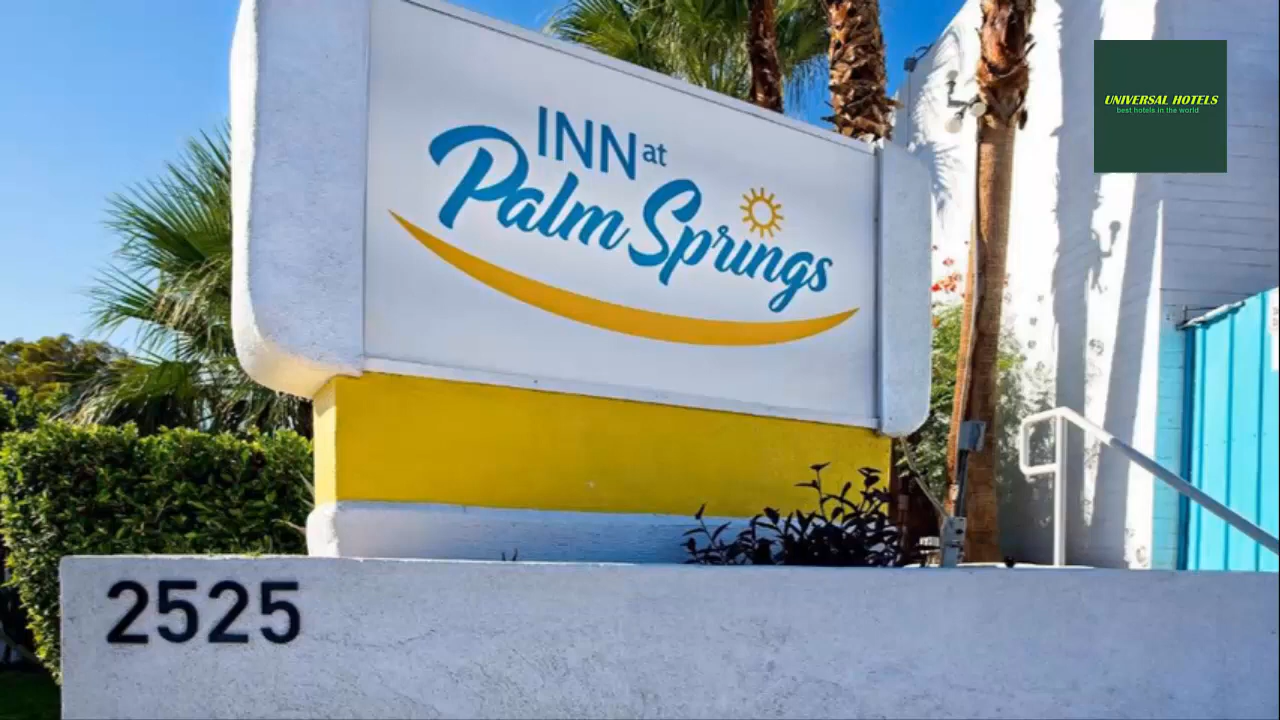 INN at
Palm Springs
2525
UNIVERSAL HOTELS
best hotels in the world